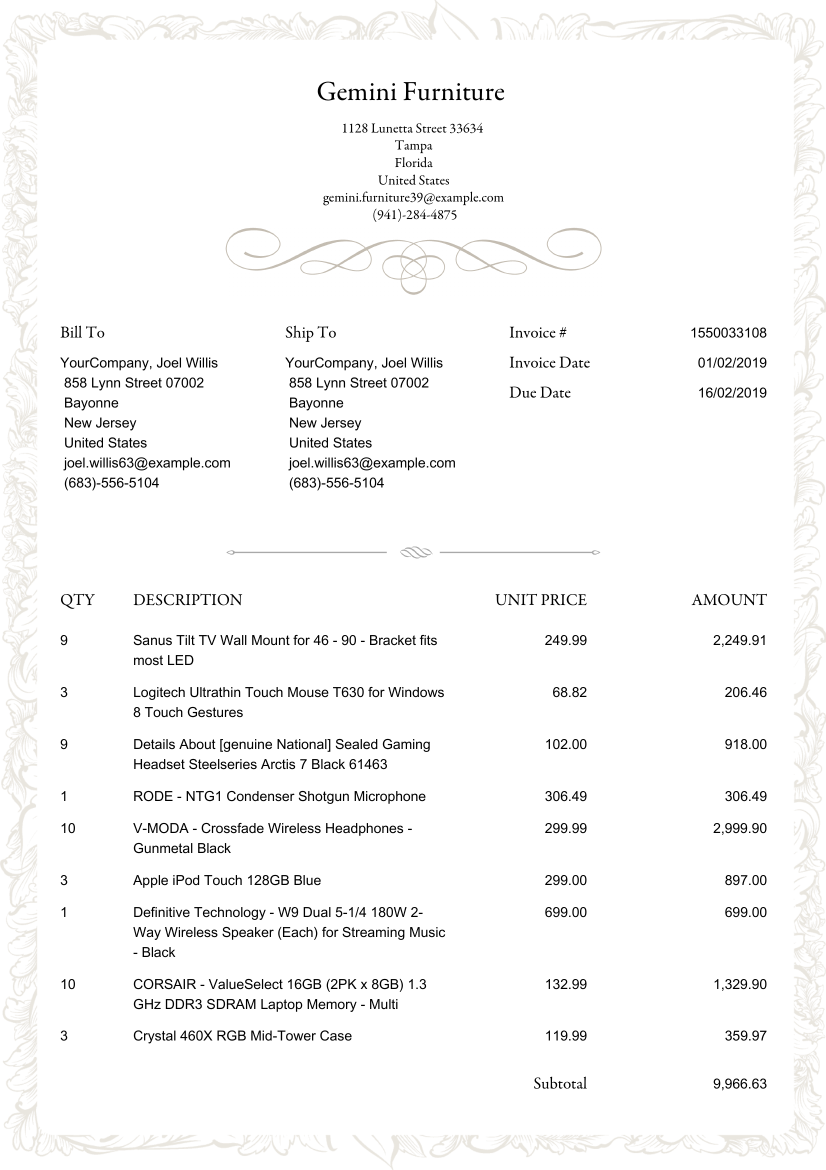 Gemini Furniture
1128 Lunetta Street 33634
Tampa
Florida
United States
gemini.furniture39@example.com
(941)-284-4875
Bill To
YourCompany, Joel Willis
858 Lynn Street 07002
Bayonne
New Jersey
United States
joel.willis63@example.com
(683)-556-5104
Ship To
YourCompany, Joel Willis
858 Lynn Street 07002
Bayonne
New Jersey
United States
joel.willis63@example.com
(683)-556-5104
Invoice # 1550033108
Invoice Date 01/02/2019
Due Date 16/02/2019
QTY DESCRIPTION UNIT PRICE AMOUNT
9 Sanus Tilt TV Wall Mount for 46 - 90 - Bracket fits 249.99 2,249.91
most LED
3 Logitech Ultrathin Touch Mouse T630 for Windows 68.82 206.46
8 Touch Gestures
9 Details About [genuine National] Sealed Gaming 102.00 918.00
Headset Steelseries Arctis 7 Black 61463
1 RODE - NTG1 Condenser Shotgun Microphone 306.49 306.49
10 V-MODA - Crossfade Wireless Headphones - 299.99 2,999.90
Gunmetal Black
3 Apple iPod Touch 128GB Blue 299.00 897.00
1 Definitive Technology - W9 Dual 5-1/4 180W 2- 699.00 699.00
Way Wireless Speaker (Each) for Streaming Music
- Black
10 CORSAIR - ValueSelect 16GB (2PK x 8GB) 1.3 132.99 1,329.90
GHz DDR3 SDRAM Laptop Memory - Multi
3 Crystal 460X RGB Mid-Tower Case 119.99 359.97
Subtotal 9,966.63